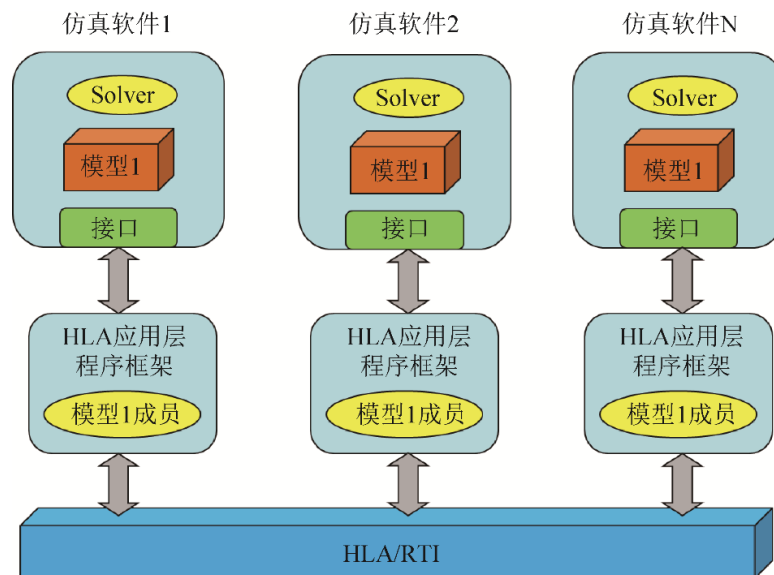 仿真软件1
仿真软件2
仿真软件N
Solver
Solver
Solver
模型1
模型1
模型1
接口
接口
接口
HLA应用层
程序框架
HLA应用层
程序框架
HLA应用层
程序框架
模型1成员
模型1成员
模型1成员
HLA/RTI